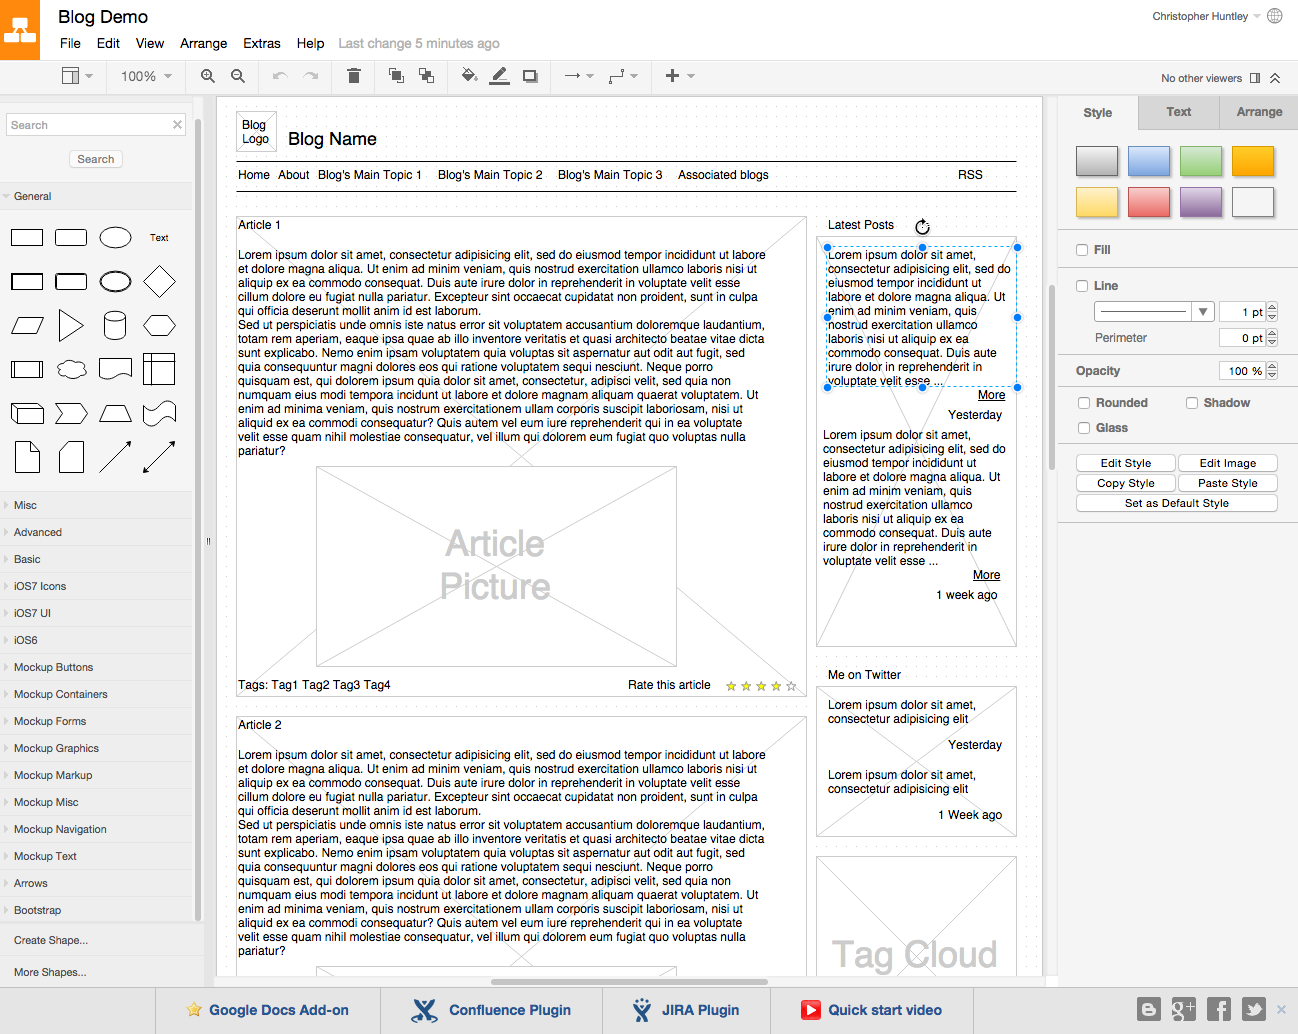 Blog Demo
Christopher Huntley
File Edit View Arrange Extras Help Last change 5 minutes ago
100%
No other viewers
Search
Search
General
Text
Misc
Advanced
Basic
iOS7 Icons
iOS7 UI
iOS6
Mockup Buttons
Mockup Containers
Mockup Forms
Mockup Graphics
Mockup Markup
Mockup Misc
Mockup Navigation
Mockup Text
Arrows
Bootstrap
Create Shape...
More Shapes...
Blog
Logo
Blog Name
Home About Blog's Main Topic 1 Blog's Main Topic 2 Blog's Main Topic 3 Associated blogs RSS
Article 1
Lorem ipsum dolor sit amet, consectetur adipisicing elit, sed do eiusmod tempor incididunt ut labore
et dolore magna aliqua. Ut enim ad minim veniam, quis nostrud exercitation ullamco laboris nisi ut
aliquip ex ea commodo consequat. Duis aute irure dolor in reprehenderit in voluptate velit esse
cillum dolore eu fugiat nulla pariatur. Excepteur sint occaecat cupidatat non proident, sunt in culpa
qui officia deserunt mollit anim id est laborum.
Sed ut perspiciatis unde omnis iste natus error sit voluptatem accusantium doloremque laudantium,
totam rem aperiam, eaque ipsa quae ab illo inventore veritatis et quasi architecto beatae vitae dicta
sunt explicabo. Nemo enim ipsam voluptatem quia voluptas sit aspernatur aut odit aut fugit, sed
quia consequuntur magni dolores eos qui ratione voluptatem sequi nesciunt. Neque porro
quisquam est, qui dolorem ipsum quia dolor sit amet, consectetur, adipisci velit, sed quia non
numquam eius modi tempora incidunt ut labore et dolore magnam aliquam quaerat voluptatem. Ut
enim ad minima veniam, quis nostrum exercitationem ullam corporis suscipit laboriosam, nisi ut
aliquid ex ea commodi consequatur? Quis autem vel eum iure reprehenderit qui in ea voluptate
velit esse quam nihil molestiae consequatur, vel illum qui dolorem eum fugiat quo voluptas nulla
pariatur?
Article
Picture
Tags: Tag1 Tag2 Tag3 Tag4
Rate this article
Article 2
Lorem ipsum dolor sit amet, consectetur adipisicing elit, sed do eiusmod tempor incididunt ut labore
et dolore magna aliqua. Ut enim ad minim veniam, quis nostrud exercitation ullamco laboris nisi ut
aliquip ex ea commodo consequat. Duis aute irure dolor in reprehenderit in voluptate velit esse
cillum dolore eu fugiat nulla pariatur. Excepteur sint occaecat cupidatat non proident, sunt in culpa
qui officia deserunt mollit anim id est laborum.
Sed ut perspiciatis unde omnis iste natus error sit voluptatem accusantium doloremque laudantium,
totam rem aperiam, eaque ipsa quae ab illo inventore veritatis et quasi architecto beatae vitae dicta
sunt explicabo. Nemo enim ipsam voluptatem quia voluptas sit aspernatur aut odit aut fugit, sed
quia consequuntur magni dolores eos qui ratione voluptatem sequi nesciunt. Neque porro
quisquam est, qui dolorem ipsum quia dolor sit amet, consectetur, adipisci velit, sed quia non
numquam eius modi tempora incidunt ut labore et dolore magnam aliquam quaerat voluptatem. Ut
enim ad minima veniam, quis nostrum exercitationem ullam corporis suscipit laboriosam, nisi ut
aliquid ex ea commodi consequatur? Quis autem vel eum iure reprehenderit qui in ea voluptate
velit esse quam nihil molestiae consequatur, vel illum qui dolorem eum fugiat quo voluptas nulla
pariatur?
Latest Posts
Lorem ipsum dolor sit amet,
consectetur adipisicing elit, sed do
eiusmod tempor incididunt ut
labore et dolore magna aliqua. Ut
enim ad minim veniam, quis
nostrud exercitation ullamco
laboris nisi ut aliquip ex ea
commodo consequat. Duis aute
irure dolor in reprehenderit in
voluptate velit esse ...
More
Yesterday
Lorem ipsum dolor sit amet,
consectetur adipisicing elit, sed do
eiusmod tempor incididunt ut
labore et dolore magna aliqua. Ut
enim ad minim veniam, quis
nostrud exercitation ullamco
laboris nisi ut aliquip ex ea
commodo consequat. Duis aute
irure dolor in reprehenderit in
voluptate velit esse ...
More
1 week ago
Me on Twitter
Lorem ipsum dolor sit amet,
consectetur adipisicing elit
Yesterday
Lorem ipsum dolor sit amet,
consectetur adipisicing elit
1 Week ago
Tag Cloud
Style Text Arrange
Fill
Line
1 pt
Perimeter 0 pt
Opacity 100 %
Rounded Shadow
Glass
Edit Style Edit Image
Copy Style Paste Style
Set as Default Style
Google Docs Add-on Confluence Plugin JIRA Plugin Quick start video